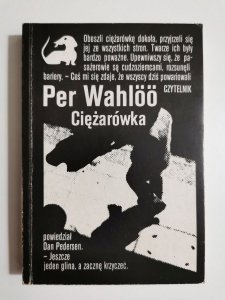 Obeszli ciężarówkę dokoła, przyjrzeli się
jej ze wszystkich stron. Twarze ich były
bardzo poważne. Upewniwszy się, że pa-
sażerowie są cudzoziemcami, rozsunęli
bariery. – Coś mi się zdaje, że wszyscy dziś powariowali
Per Wahlöö CZYTELNIK
Ciężarówka
powiedział
Dan Pedersen.
– Jeszcze
jeden glina, a zacznę krzyczeć.